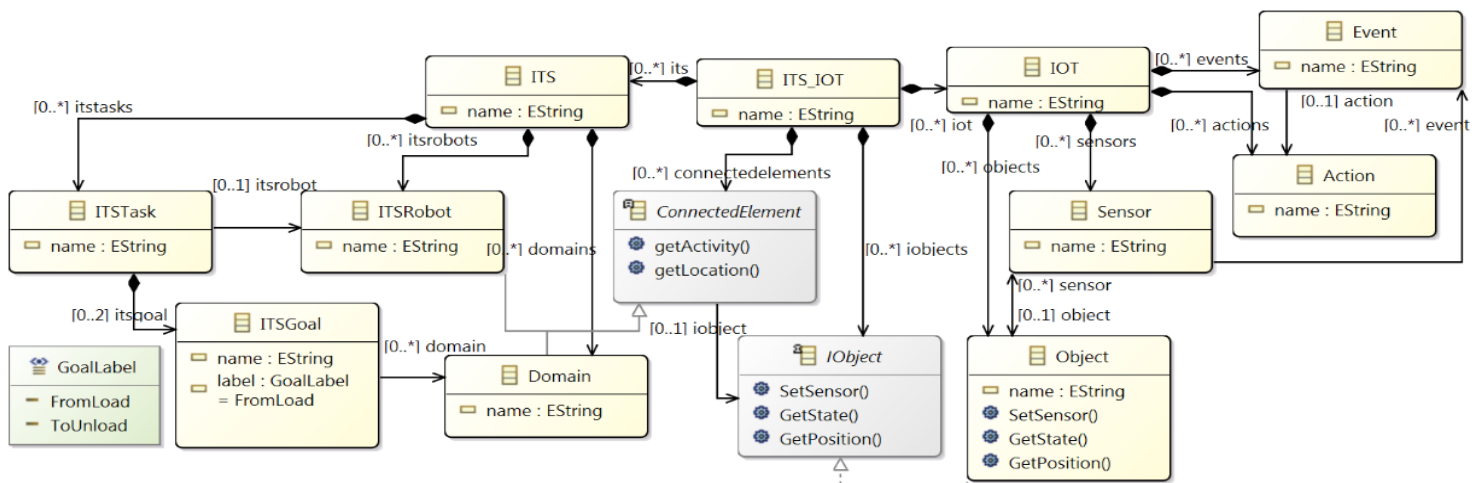 Event
name : EString
[0..*] events
[0..1] action
[0..*] event
IOT
name : EString
[0..*] its
ITS_IOT
name : EString
ITS
name : EString
[0..*] itstasks
[0..*] itsrobots
[0..*] iot
[0..*] sensors
[0..*] actions
[0..*] objects
[0..*] connectedelements
[0..1] itsrobot
ITSTask
name : EString
ITSRobot
name : EString
[0..*] domains
ConnectedElement
getActivity()
getLocation()
[0..*] iobjects
Sensor
name : EString
Action
name : EString
[0..*] sensor
[0..1] object
[0..2] itsgoal
ITSGoal
name : EString
label : GoalLabel
= FromLoad
[0..*] domain
[0..1] iobject
GoalLabel
FromLoad
ToUnload
Domain
name : EString
IObject
SetSensor()
GetState()
GetPosition()
Object
name : EString
SetSensor()
GetState()
GetPosition()